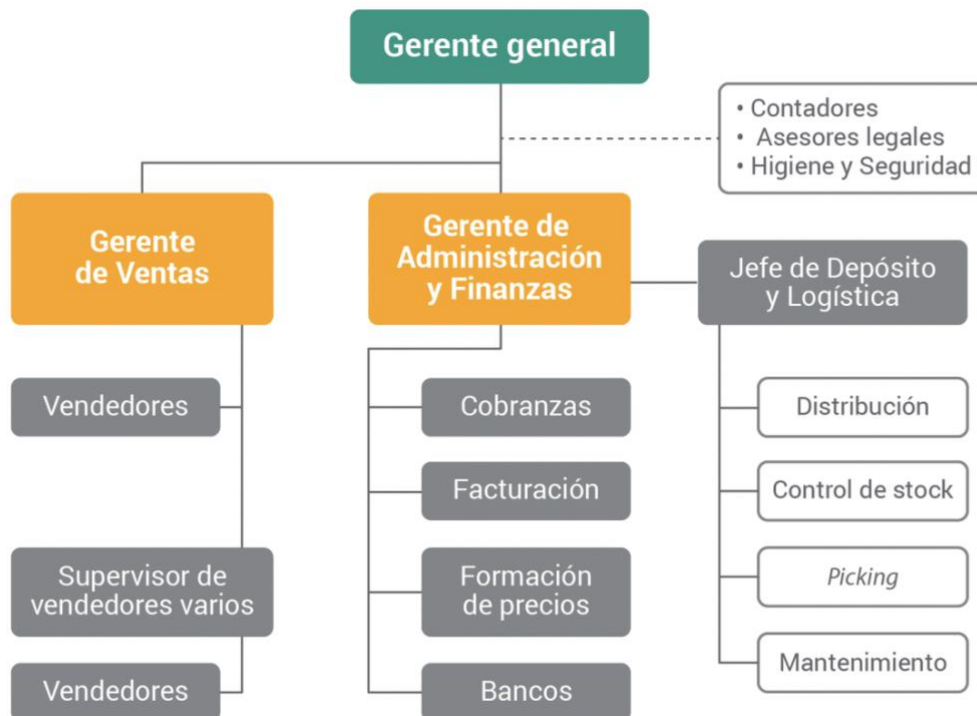 Gerente general
• Contadores
• Asesores legales
• Higiene y Seguridad
Gerente
de Ventas
Gerente de
Administración
y Finanzas
Jefe de Depósito
y Logística
Vendedores
Supervisor de
vendedores varios
Vendedores
Cobranzas
Facturación
Formación
de precios
Bancos
Distribución
Control de stock
Picking
Mantenimiento